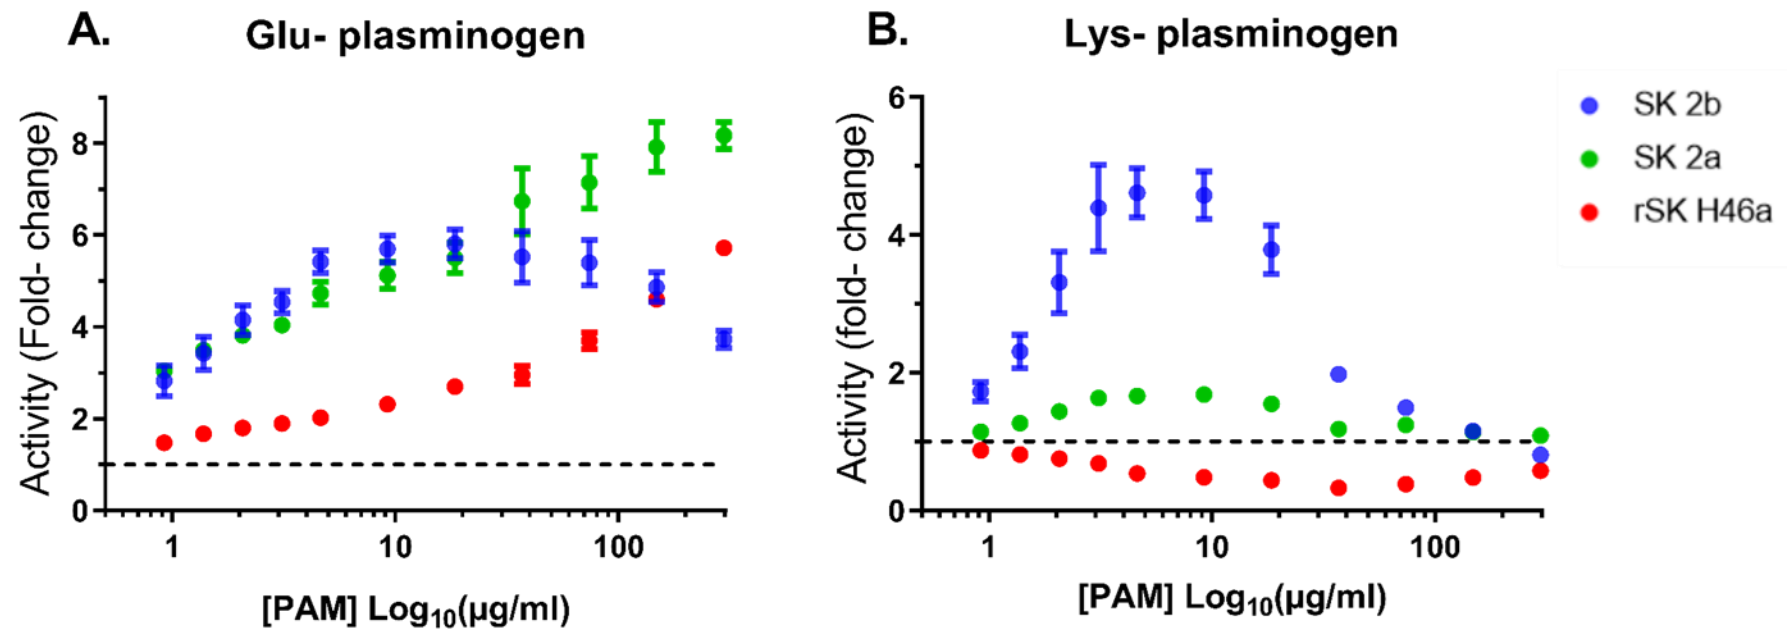 A.
Glu- plasminogen
Activity (Fold- change)
8
6
4
2
0
1 10 100
[PAM] Log10(µg/ml)
B.
Lys- plasminogen
Activity (fold- change)
6
4
2
0
1 10 100
[PAM] Log10(µg/ml)
SK 2b
SK 2a
rSK H46a